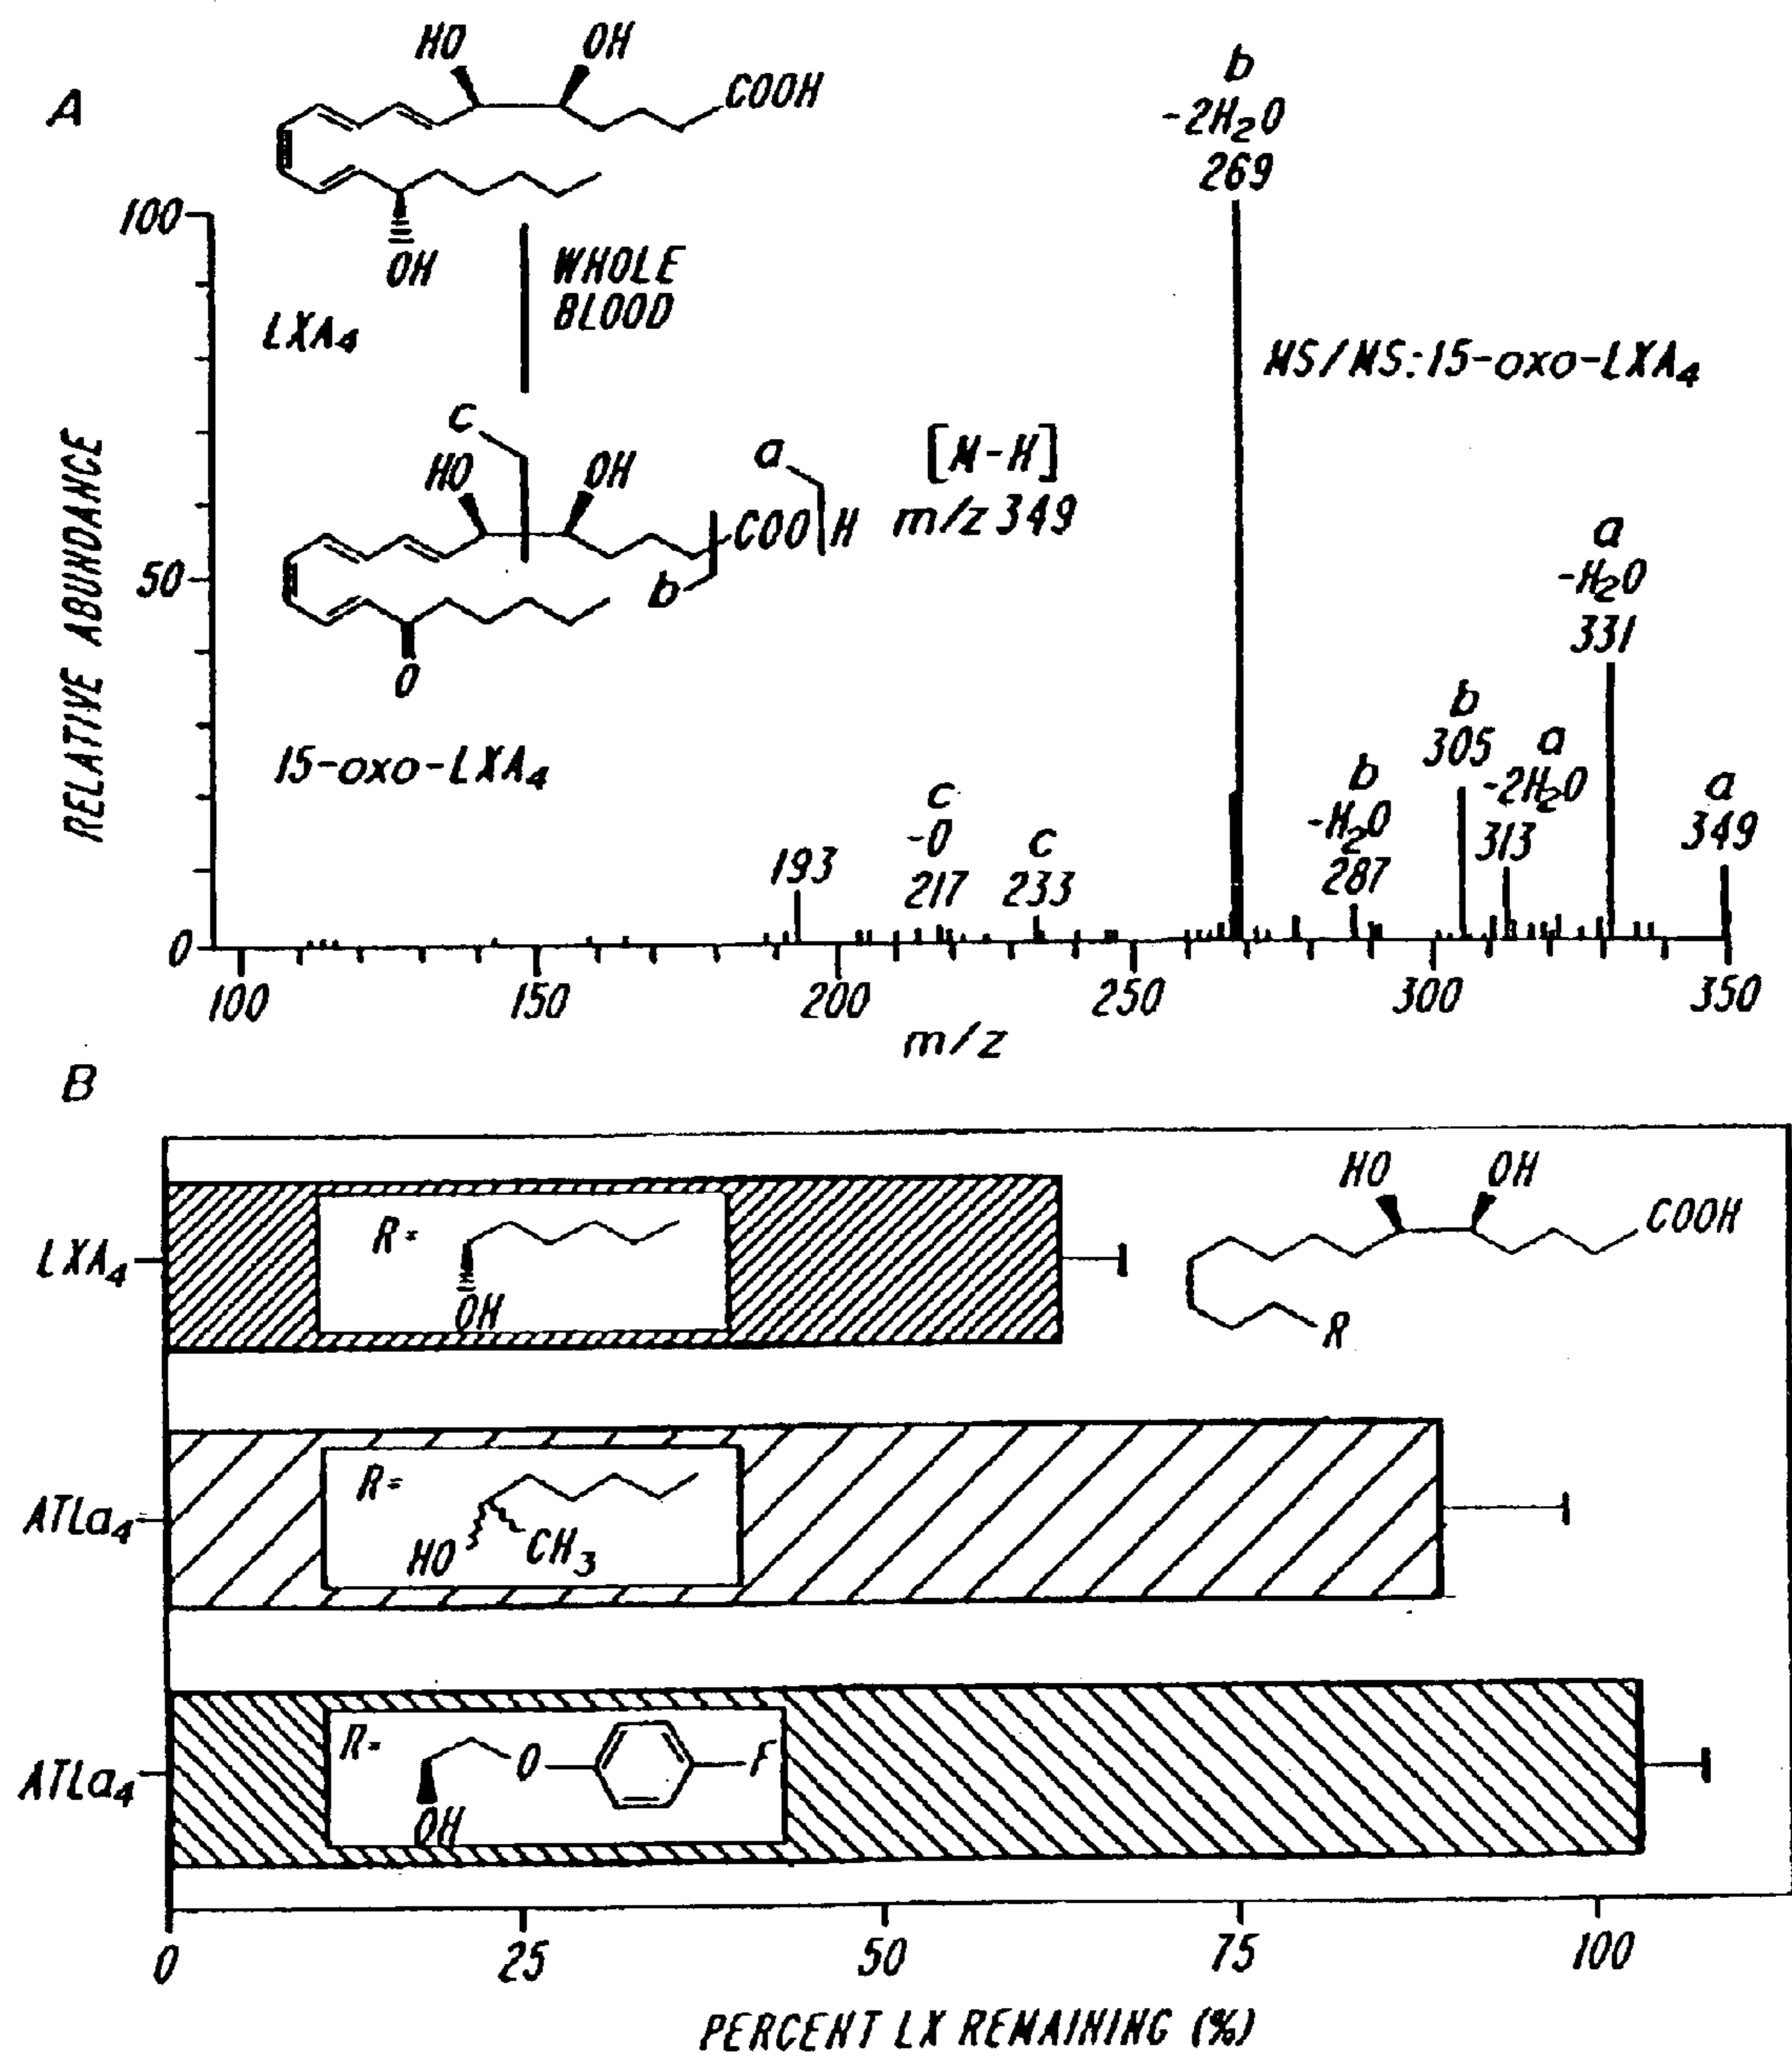 A
HO OH
COOH
OH
LXA4
WHOLE
BLOOD
100
50
0
RELATIVE ABUNDANCE
c
HO OH
a
COO H
b
[M-H]
m/z 349
O
15-oxo-LXA4
MS/MS:15-oxo-LXA4
193
c
-O
217
c
233
b
-2H2O
269
b
-H2O
287
b
305
a
-2H2O
313
a
-H2O
331
a
349
100 150 200 250 300 350
m/z
B
LXA4
R=
OH
HO OH
COOH
R
ATLa4
R=
HO CH3
ATLa4
R=
O F
OH
0 25 50 75 100
PERCENT LX REMAINING (%)